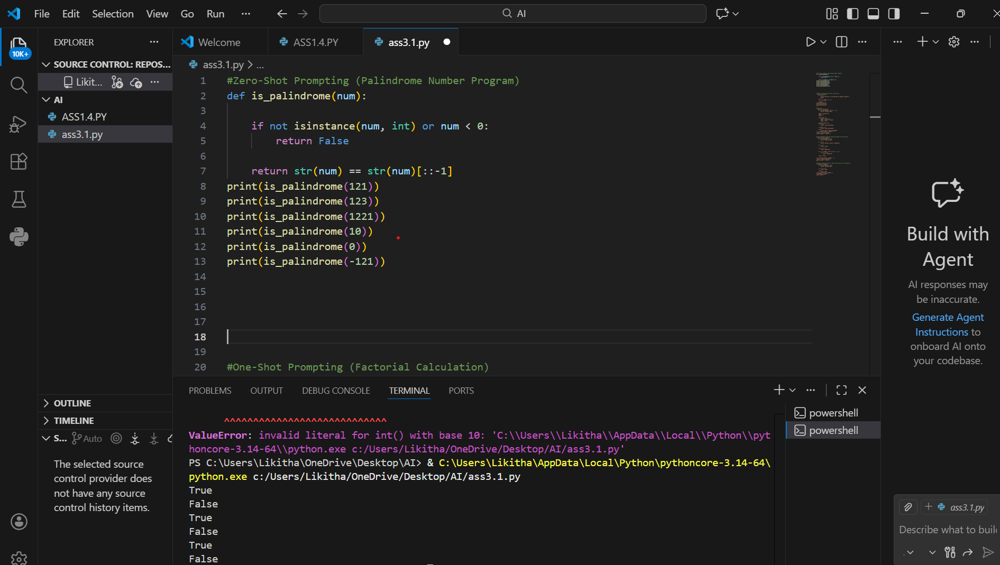 File Edit Selection View Go Run ··· AI
10K+
EXPLORER
SOURCE CONTROL: REPOS...
Likit...
AI
ASS1.4.PY
ass3.1.py
OUTLINE
TIMELINE
S... Auto
The selected source
control provider does
not have any source
control history items.
Welcome ASS1.4.PY ass3.1.py
ass3.1.py > ...
1 #Zero-Shot Prompting (Palindrome Number Program)
2 def is_palindrome(num):
3
4 if not isinstance(num, int) or num < 0:
5 return False
6
7 return str(num) == str(num)[::-1]
8 print(is_palindrome(121))
9 print(is_palindrome(123))
10 print(is_palindrome(1221))
11 print(is_palindrome(10))
12 print(is_palindrome(0))
13 print(is_palindrome(-121))
14
15
16
17
18
19
20 #One-Shot Prompting (Factorial Calculation)
PROBLEMS OUTPUT DEBUG CONSOLE TERMINAL PORTS
^^^^^^^^^^^^^^^^^^^^^^^^^^^^
ValueError: invalid literal for int() with base 10: 'C:\\Users\\Likitha\\AppData\\Local\\Python\\pyt
honcore-3.14-64\\python.exe c:/Users/Likitha/OneDrive/Desktop/AI/ass3.1.py'
PS C:\Users\Likitha\OneDrive\Desktop\AI> & C:\Users\Likitha\AppData\Local\Python\pythoncore-3.14-64\
python.exe c:/Users/Likitha/OneDrive/Desktop/AI/ass3.1.py
True
False
True
False
True
False
powershell
powershell
Build with
Agent
AI responses may
be inaccurate.
Generate Agent
Instructions to
onboard AI onto
your codebase.
ass3.1.py
Describe what to buil